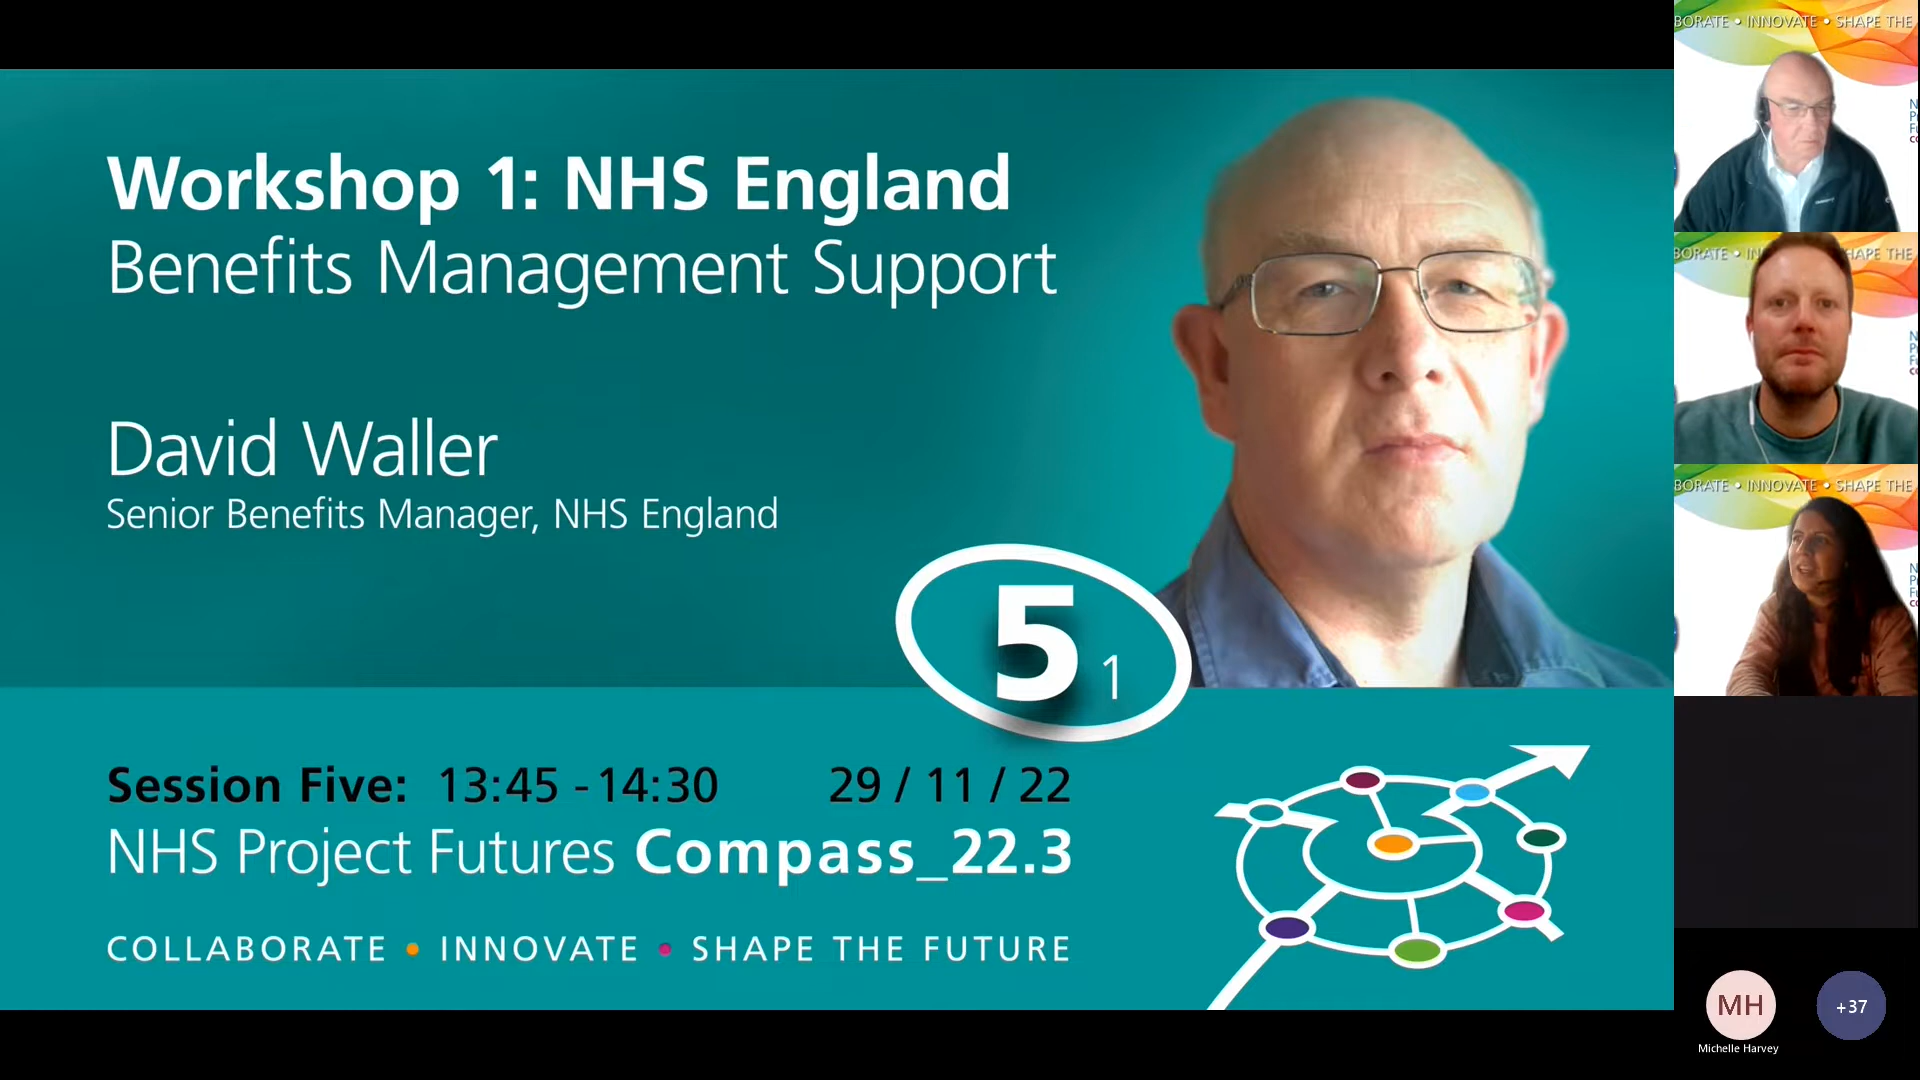 Workshop 1: NHS England
Benefits Management Support
David Waller
Senior Benefits Manager, NHS England
5 1
Session Five: 13:45 - 14:30 29 / 11 / 22
NHS Project Futures Compass_22.3
COLLABORATE • INNOVATE • SHAPE THE FUTURE
BORATE • INNOVATE • SHAPE THE
ORATE • IN HAPE THE
BORATE • INNOVATE • SHAPE THE
MH
+37
Michelle Harvey